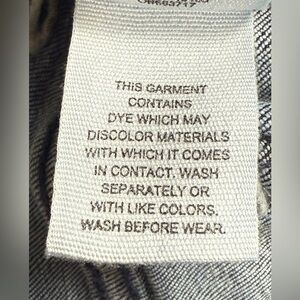 THIS GARMENT
CONTAINS
DYE WHICH MAY
DISCOLOR MATERIALS
WITH WHICH IT COMES
IN CONTACT. WASH
SEPARATELY OR
WITH LIKE COLORS.
WASH BEFORE WEAR.